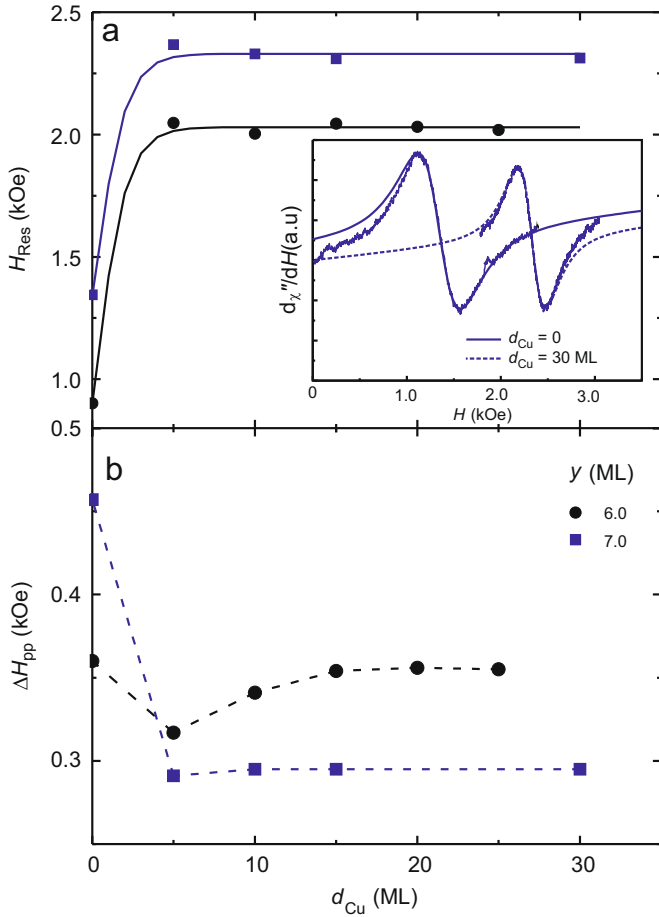 a
2.5
2.0
1.5
1.0
0.5
H_Res (kOe)
dχ"/dH(a.u)
d_Cu = 0
d_Cu = 30 ML
0
1.0
2.0
3.0
H (kOe)
b
y (ML)
6.0
7.0
0.4
0.3
ΔH_pp (kOe)
0
10
20
30
d_Cu (ML)